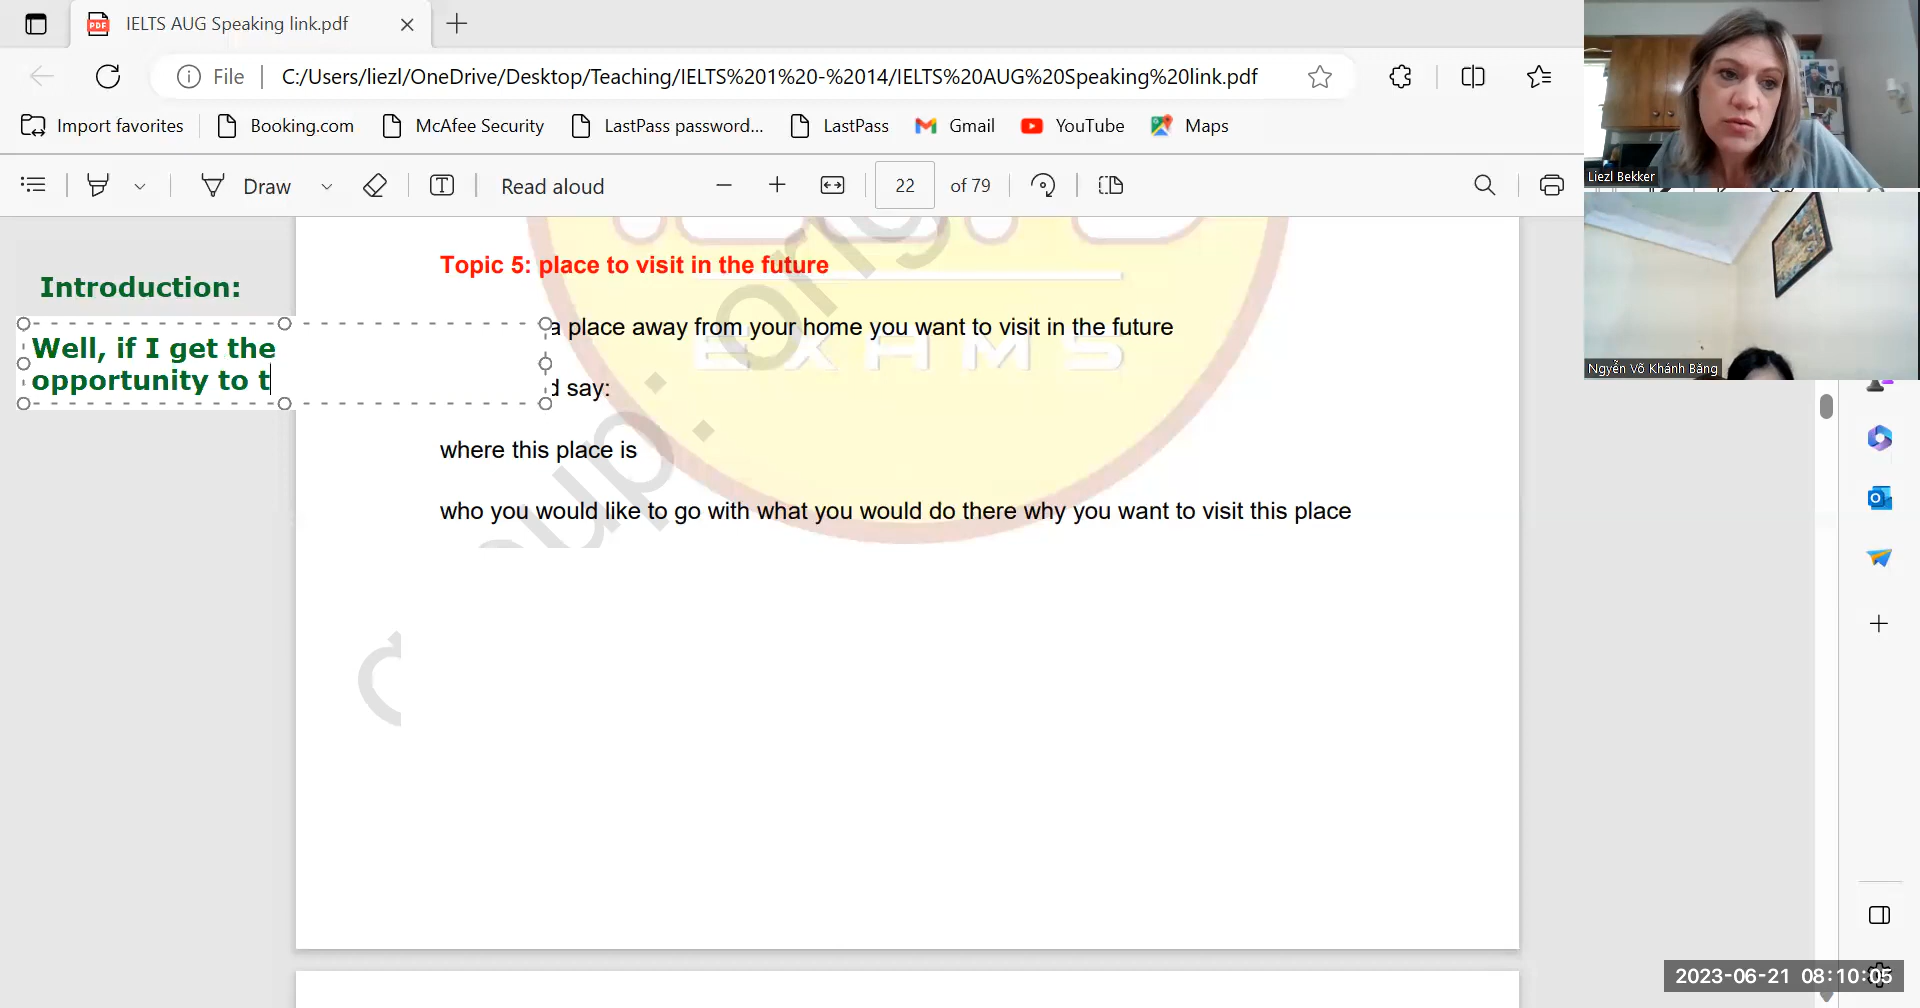 IELTS AUG Speaking link.pdf
File
C:/Users/liezl/OneDrive/Desktop/Teaching/IELTS%201%20-%2014/IELTS%20AUG%20Speaking%20link.pdf
Import favorites
Booking.com
McAfee Security
LastPass password...
LastPass
Gmail
YouTube
Maps
Draw
Read aloud
22
of 79
Liezl Bekker
Ngyễn Võ Khánh Băng
Introduction:
Well, if I get the
opportunity to t
Topic 5: place to visit in the future
a place away from your home you want to visit in the future
EXAMS
d say:
where this place is
who you would like to go with what you would do there why you want to visit this place
2023-06-21 08:10:05